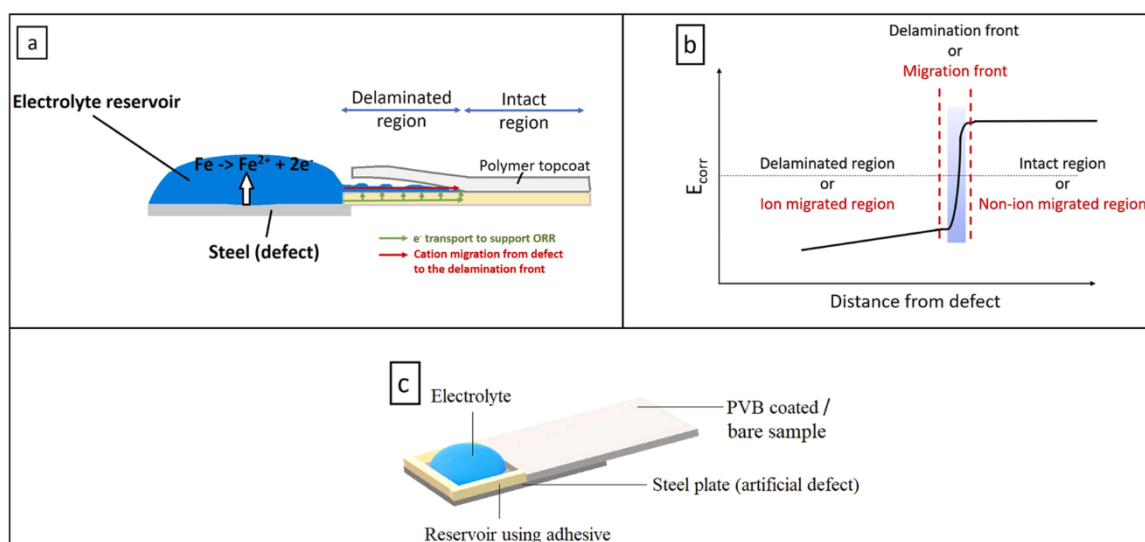 a
Electrolyte reservoir
Fe -> Fe²⁺ + 2e⁻
Steel (defect)
Delaminated
region
Intact
region
Polymer topcoat
e⁻ transport to support ORR
Cation migration from defect
to the delamination front
b
Delamination front
or
Migration front
E_corr
Delaminated region
or
Ion migrated region
Intact region
or
Non-ion migrated region
Distance from defect
c
Electrolyte
PVB coated /
bare sample
Steel plate (artificial defect)
Reservoir using adhesive